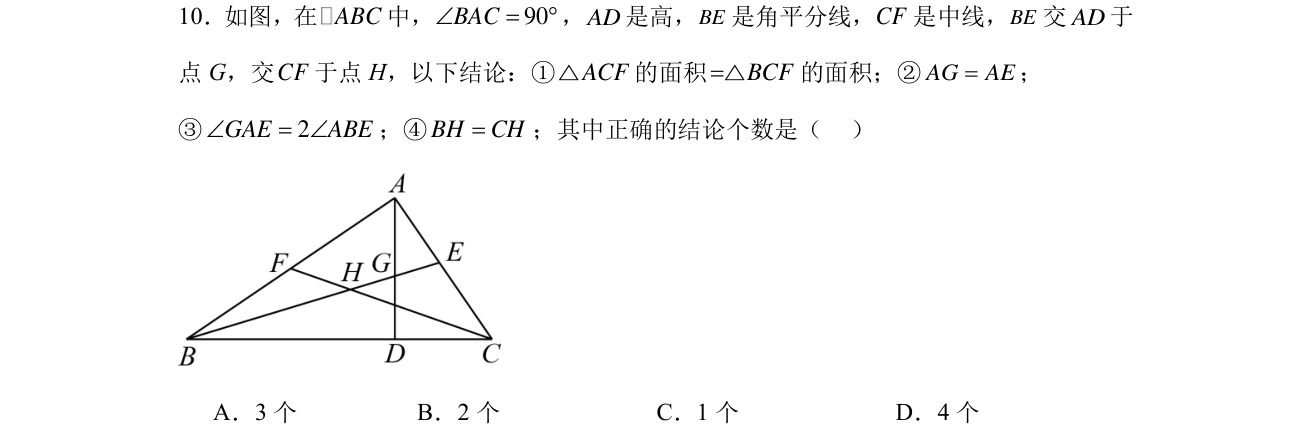 10．如图，在□ABC 中，∠BAC = 90°，AD 是高，BE 是角平分线，CF 是中线，BE 交 AD 于
点 G，交CF 于点 H，以下结论：①△ACF 的面积=△BCF 的面积；②AG = AE；
③∠GAE = 2∠ABE；④BH = CH；其中正确的结论个数是（　）
A
F
H
G
E
B
D
C
A．3 个 B．2 个 C．1 个 D．4 个